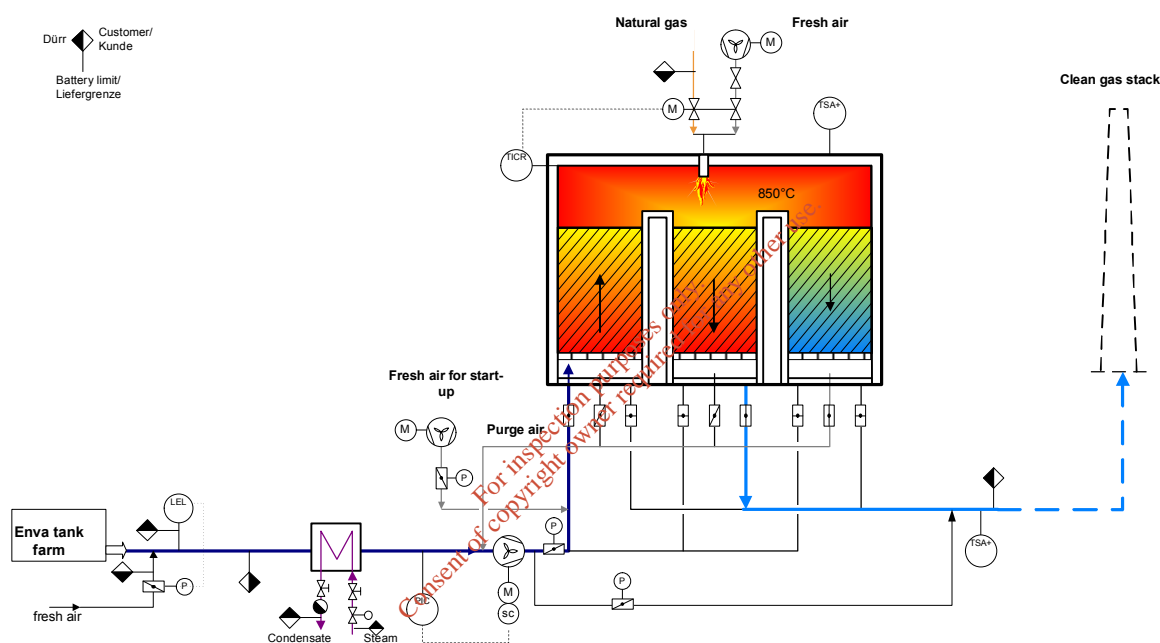 Natural gas
Fresh air
Dürr
Customer/
Kunde
Battery limit/
Liefergrenze
M
Clean gas stack
M
TSA+
TICR
850°C
Fresh air for start-
up
M
Purge air
P
LEL
Enva tank
farm
P
P
TSA+
P
fresh air
M
PIC
SC
Condensate
Steam
For inspection purposes only.
Consent of copyright owner required for any other use.